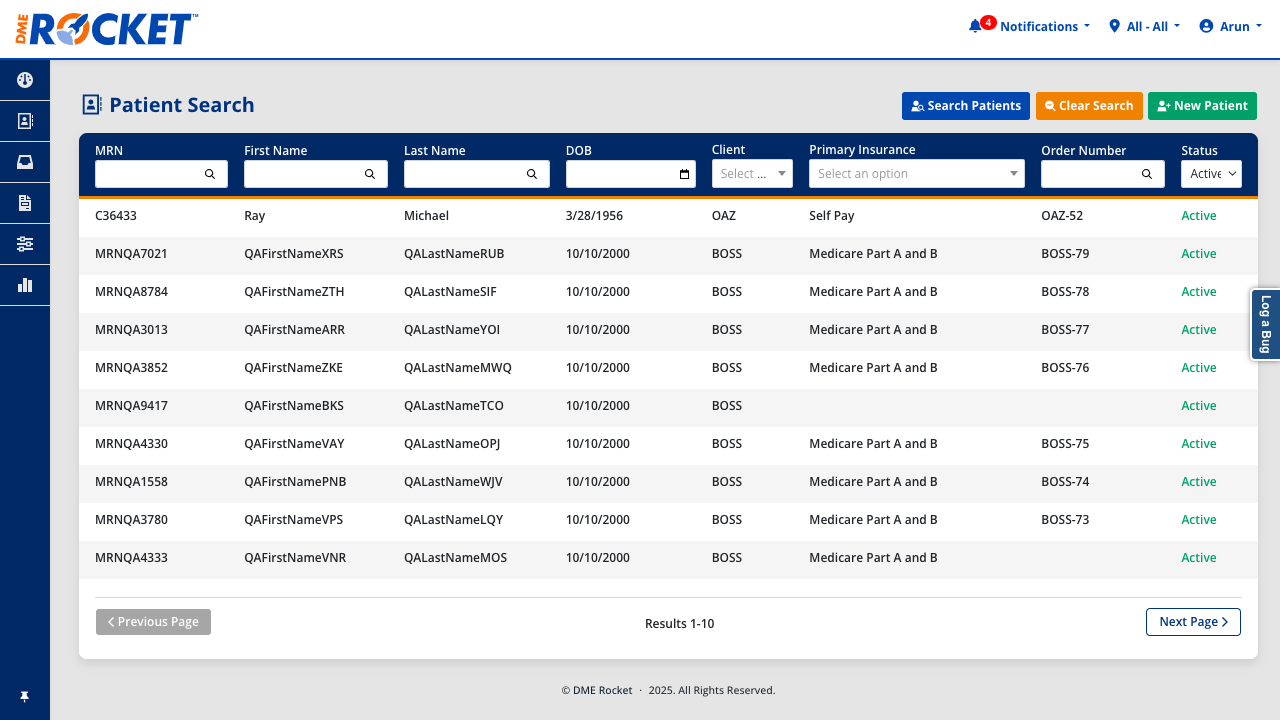 DME ROCKET™
4 Notifications All - All Arun
Patient Search
Search Patients Clear Search New Patient
MRN First Name Last Name DOB Client Primary Insurance Order Number Status
Select ... Select an option Active
C36433 Ray Michael 3/28/1956 OAZ Self Pay OAZ-52 Active
MRNQA7021 QAFirstNameXRS QALastNameRUB 10/10/2000 BOSS Medicare Part A and B BOSS-79 Active
MRNQA8784 QAFirstNameZTH QALastNameSIF 10/10/2000 BOSS Medicare Part A and B BOSS-78 Active
MRNQA3013 QAFirstNameARR QALastNameYOI 10/10/2000 BOSS Medicare Part A and B BOSS-77 Active
MRNQA3852 QAFirstNameZKE QALastNameMWQ 10/10/2000 BOSS Medicare Part A and B BOSS-76 Active
MRNQA9417 QAFirstNameBKS QALastNameTCO 10/10/2000 BOSS Active
MRNQA4330 QAFirstNameVAY QALastNameOPJ 10/10/2000 BOSS Medicare Part A and B BOSS-75 Active
MRNQA1558 QAFirstNamePNB QALastNameWJV 10/10/2000 BOSS Medicare Part A and B BOSS-74 Active
MRNQA3780 QAFirstNameVPS QALastNameLQY 10/10/2000 BOSS Medicare Part A and B BOSS-73 Active
MRNQA4333 QAFirstNameVNR QALastNameMOS 10/10/2000 BOSS Medicare Part A and B Active
Log a Bug
Previous Page Results 1-10 Next Page
© DME Rocket · 2025. All Rights Reserved.